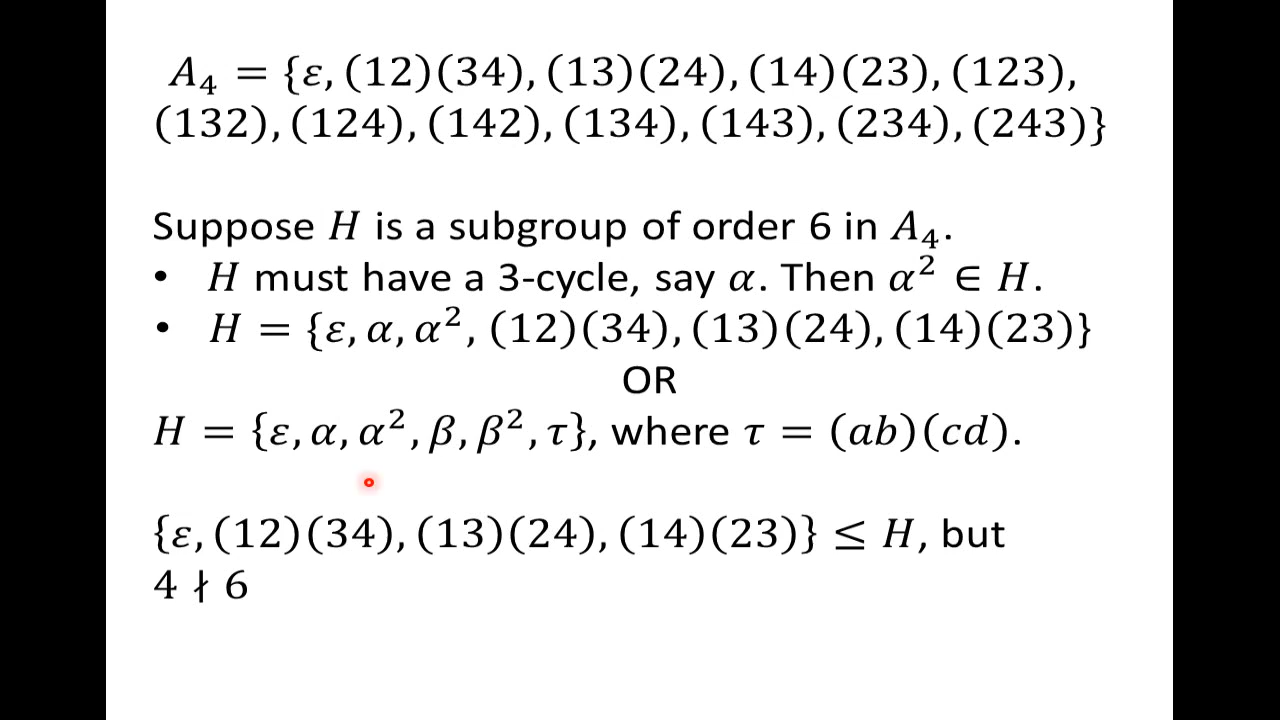 A₄ = {ε, (12)(34), (13)(24), (14)(23), (123),
(132), (124), (142), (134), (143), (234), (243)}
Suppose H is a subgroup of order 6 in A₄.
• H must have a 3-cycle, say α. Then α² ∈ H.
• H = {ε, α, α², (12)(34), (13)(24), (14)(23)}
OR
H = {ε, α, α², β, β², τ}, where τ = (ab)(cd).
{ε, (12)(34), (13)(24), (14)(23)} ≤ H, but
4 ∤ 6